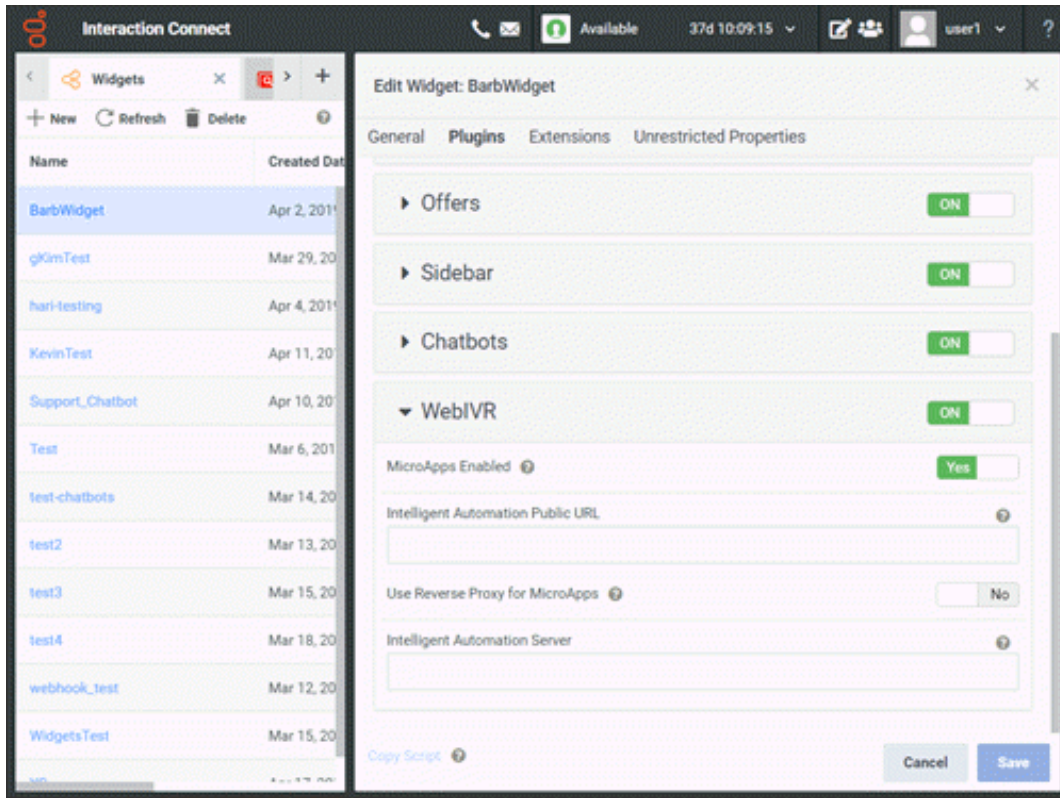 Interaction Connect
Available
37d 10:09:15
user1
?
Widgets
New Refresh Delete
Name Created Dat
BarbWidget Apr 2, 201
gKimTest Mar 29, 20
hari-testing Apr 4, 201
KevinTest Apr 11, 20
Support_Chatbot Apr 10, 20
Test Mar 6, 201
test-chatbots Mar 14, 20
test2 Mar 13, 20
test3 Mar 15, 20
test4 Mar 18, 20
webhook_test Mar 12, 20
WidgetsTest Mar 15, 20
Edit Widget: BarbWidget
General Plugins Extensions Unrestricted Properties
Offers ON
Sidebar ON
Chatbots ON
WebIVR ON
MicroApps Enabled Yes
Intelligent Automation Public URL
Use Reverse Proxy for MicroApps No
Intelligent Automation Server
Copy Script
Cancel Save